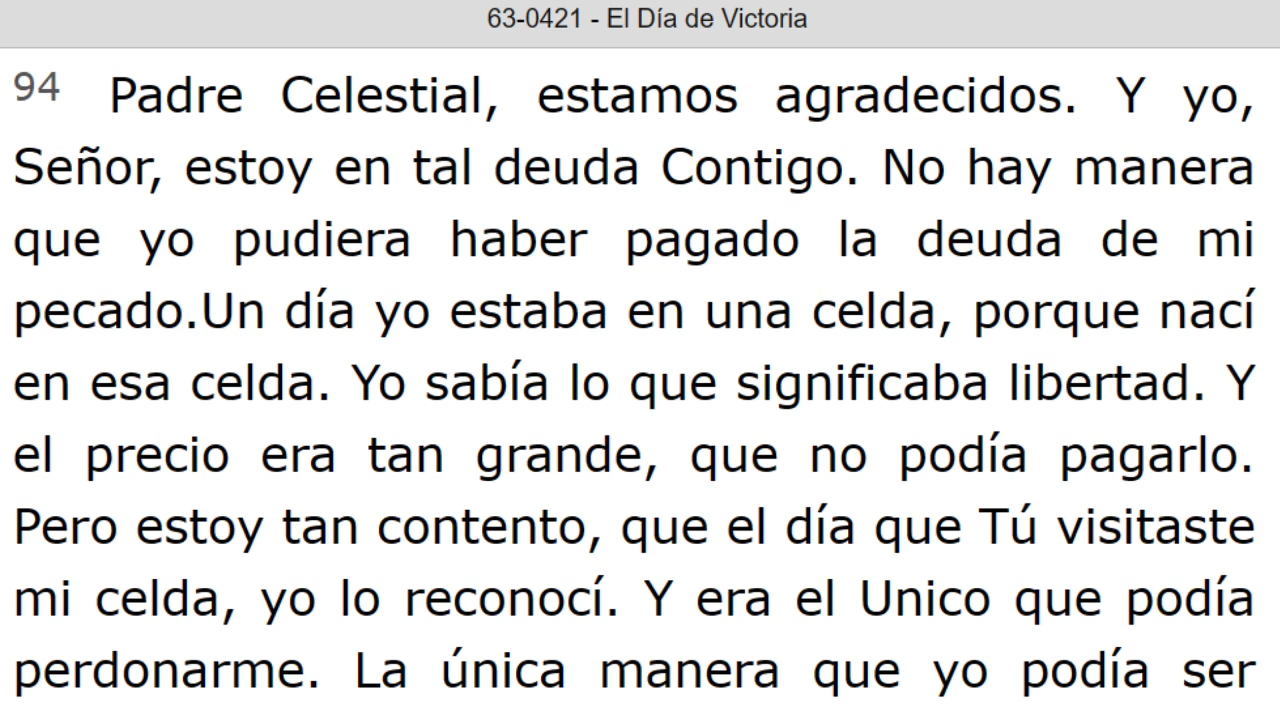 63-0421 - El Día de Victoria
94 Padre Celestial, estamos agradecidos. Y yo,
Señor, estoy en tal deuda Contigo. No hay manera
que yo pudiera haber pagado la deuda de mi
pecado.Un día yo estaba en una celda, porque nací
en esa celda. Yo sabía lo que significaba libertad. Y
el precio era tan grande, que no podía pagarlo.
Pero estoy tan contento, que el día que Tú visitaste
mi celda, yo lo reconocí. Y era el Unico que podía
perdonarme. La única manera que yo podía ser